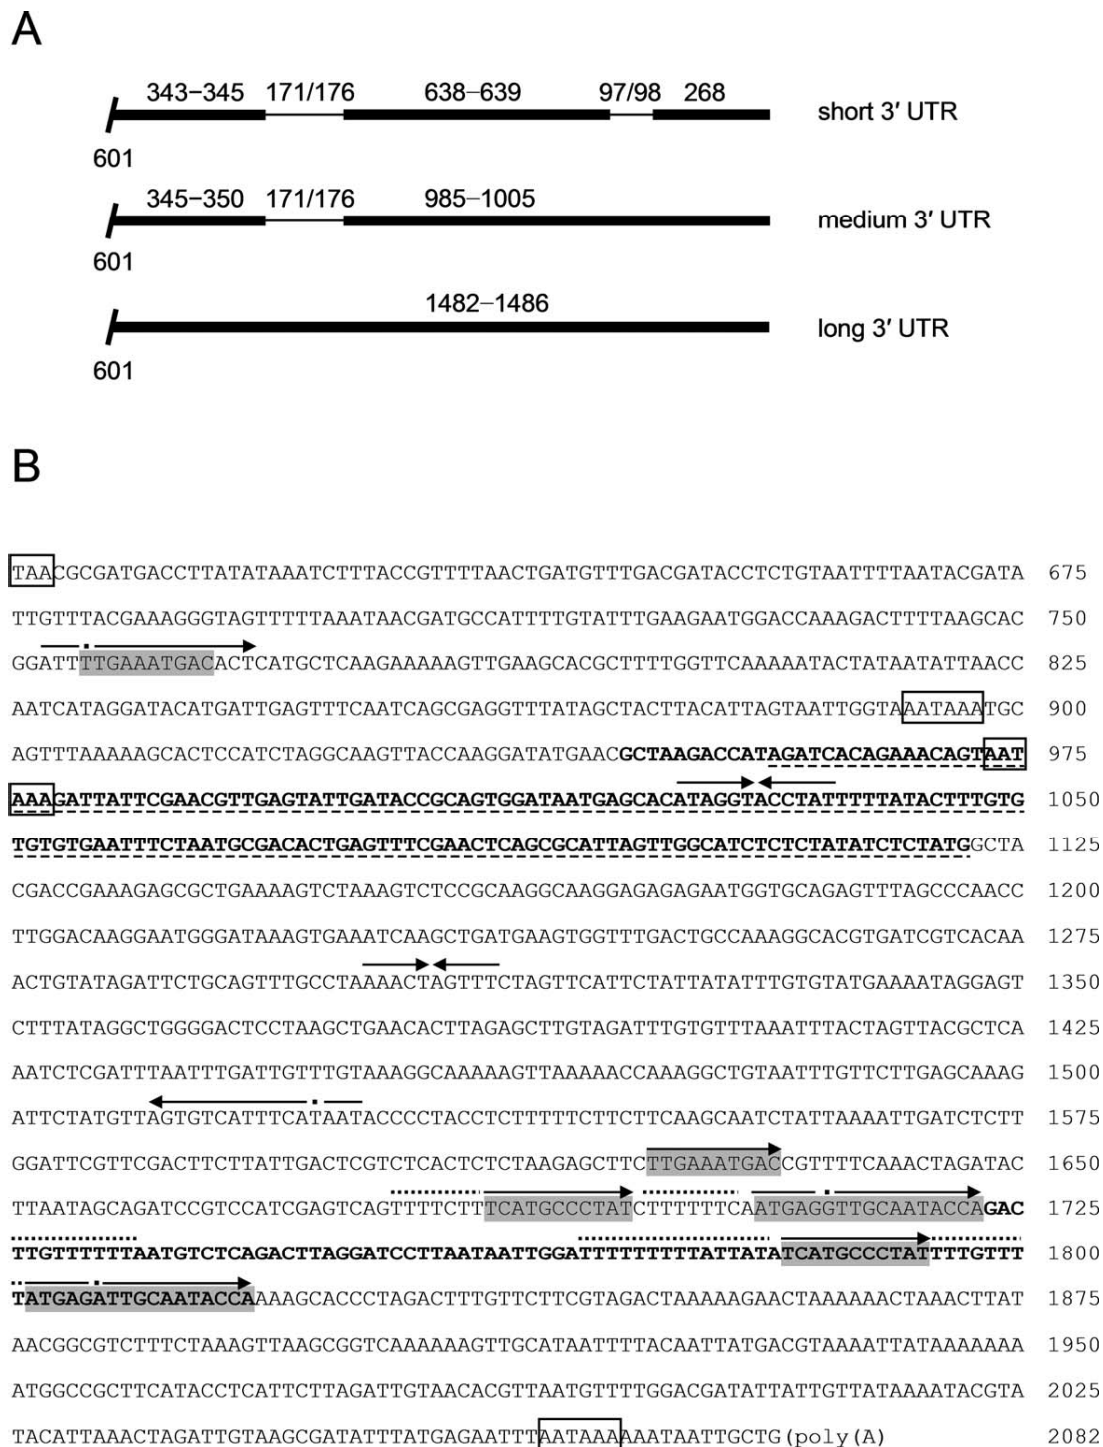 A
343–345 171/176 638–639 97/98 268
short 3′ UTR
601
345–350 171/176 985–1005
medium 3′ UTR
601
1482–1486
long 3′ UTR
601
B
TAACGCGATGACCTTATATAAATCTTTACCGTTTTAACTGATGTTTGACGATACCTCTGTAATTTTAATACGATA 675
TTGTTTACGAAAGGGTAGTTTTTAAATAACGATGCCATTTTGTATTTGAAGAATGGACCAAAGACTTTTAAGCAC 750
GGATTTTTGAAATGACACTCATGCTCAAGAAAAAGTTGAAGCACGCTTTTGGTTCAAAAATACTATAATATTAACC 825
AATCATAGGATACATGATTGAGTTTCAATCAGCGAGGTTTATAGCTACTTACATTAGTAATTGGTAAATAAATGC 900
AGTTTAAAAAGCACTCCATCTAGGCAAGTTACCAAGGATATGAACGCTAAGACCATAGATCACAGAAACAGTAAT 975
AAAGATTATTCGAACGTTGAGTATTGATACCGCAGTGGATAATGAGCACATAGGTACCTATTTTTATACTTTGTG 1050
TGTGTGAATTTCTAATGCGACACTGAGTTTCGAACTCAGCGCATTAGTTGGCATCTCTCTATATCTCTATGGCTA 1125
CGACCGAAAGAGCGCTGAAAAGTCTAAAGTCTCCGCAAGGCAAGGAGAGAGAATGGTGCAGAGTTTAGCCCAACC 1200
TTGGACAAGGAATGGGATAAAGTGAAATCAAGCTGATGAAGTGGTTTGACTGCCAAAGGCACGTGATCGTCACAA 1275
ACTGTATAGATTCTGCAGTTTGCCTAAAACTAGTTTCTAGTTCATTCTATTATATTTGTGTATGAAAATAGGAGT 1350
CTTTATAGGCTGGGGACTCCTAAGCTGAACACTTAGAGCTTGTAGATTTGTGTTTAAATTTACTAGTTACGCTCA 1425
AATCTCGATTTAATTTGATTGTTTGTAAAGGCAAAAAGTTAAAAACCAAAGGCTGTAATTTGTTCTTGAGCAAAG 1500
ATTCTATGTTAGTGTCATTTCATAATACCCCTACCTCTTTTTCTTCTTCAAGCAATCTATTAAAATTGATCTCTT 1575
GGATTCGTTCGACTTCTTATTGACTCGTCTCACTCTCTAAGAGCTTCTTGAAATGACCGTTTTCAAACTAGATAC 1650
TTAATAGCAGATCCGTCCATCGAGTCAGTTTTCTTTCATGCCCTATCTTTTTTCAATGAGGTTGCAATACCAGAC 1725
TTGTTTTTTAATGTCTCAGACTTAGGATCCTTAATAATTGGATTTTTTTTTATTATATCATGCCCTATTTTGTTT 1800
TATGAGATTGCAATACCAAAAGCACCCTAGACTTTGTTCTTCGTAGACTAAAAAGAACTAAAAAACTAAACTTAT 1875
AACGGCGTCTTTCTAAAGTTAAGCGGTCAAAAAAGTTGCATAATTTTACAATTATGACGTAAAATTATAAAAAAA 1950
ATGGCCGCTTCATACCTCATTCTTAGATTGTAACACGTTAATGTTTTGGACGATATTATTGTTATAAAATACGTA 2025
TACATTAAACTAGATTGTAAGCGATATTTATGAGAATTTAATAAAAAATAATTGCTG(poly(A) 2082